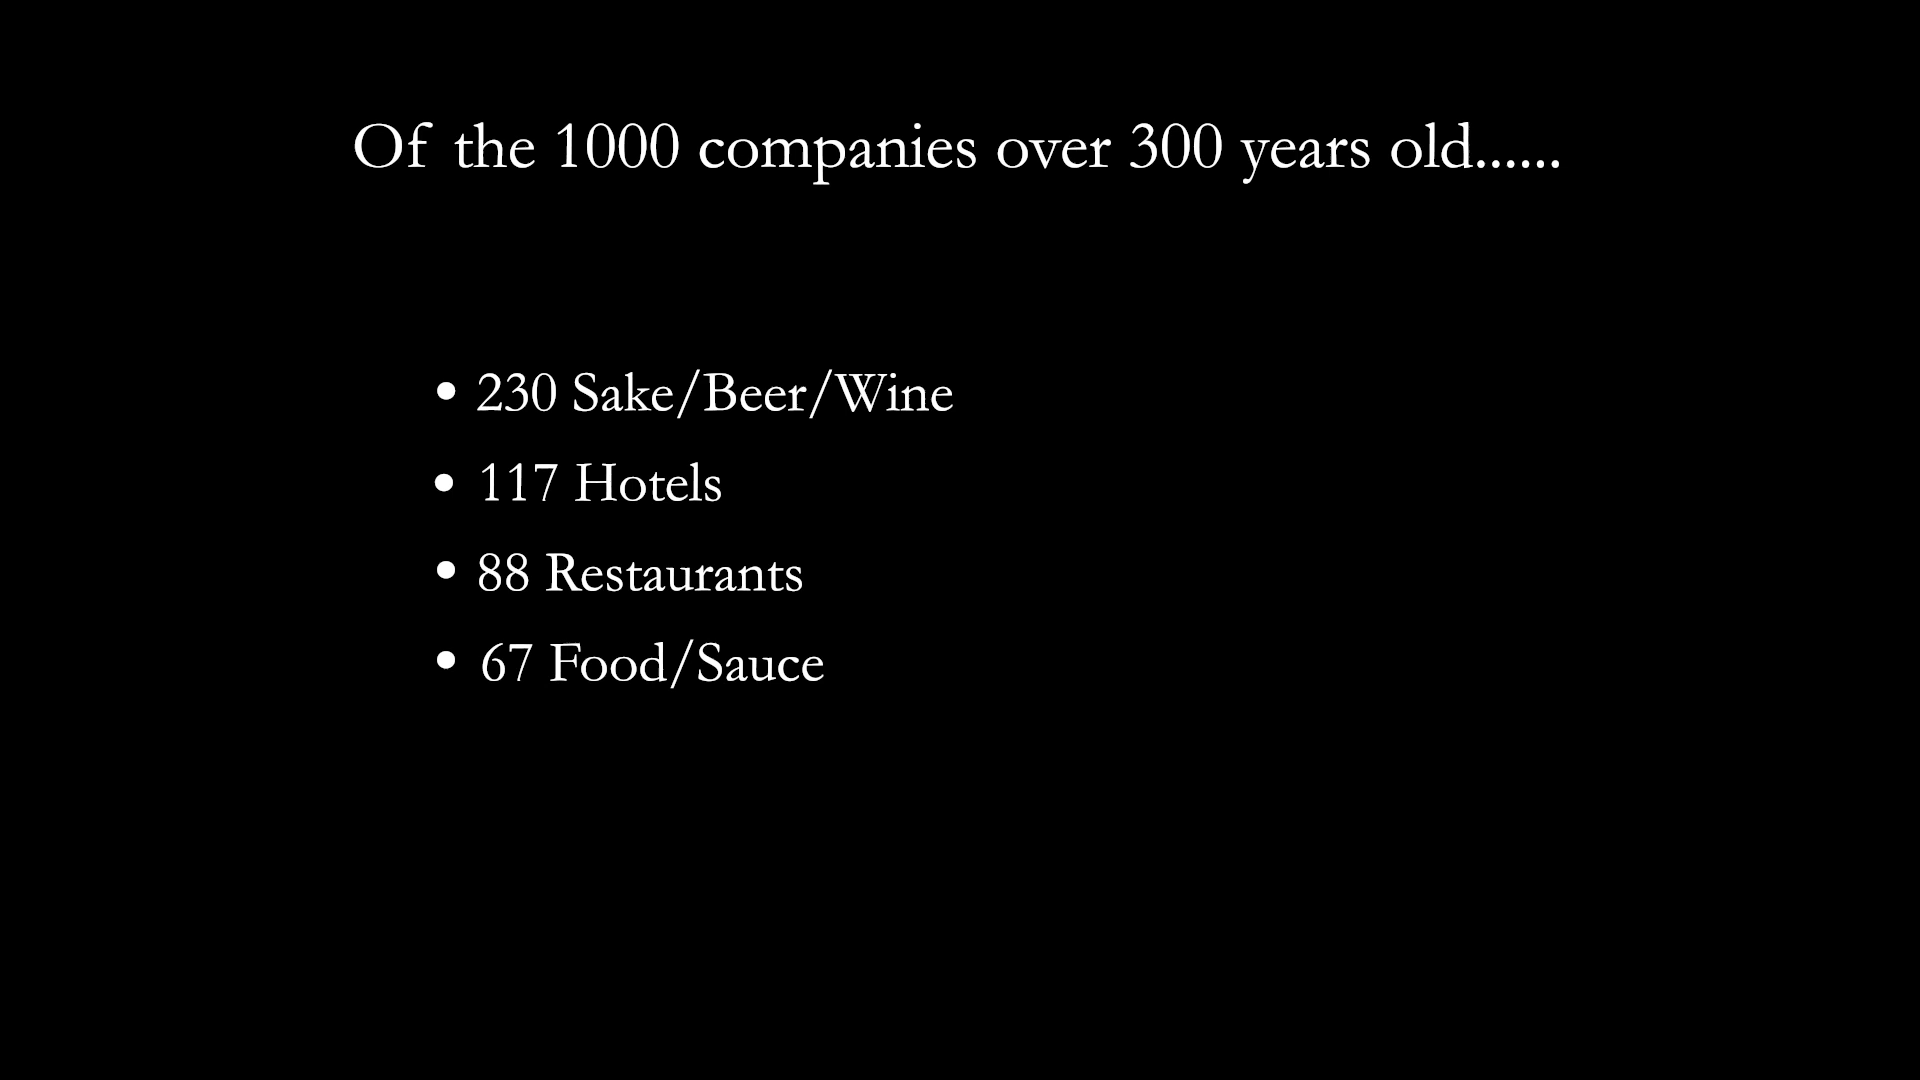 Of the 1000 companies over 300 years old......
• 230 Sake/Beer/Wine
• 117 Hotels
• 88 Restaurants
• 67 Food/Sauce